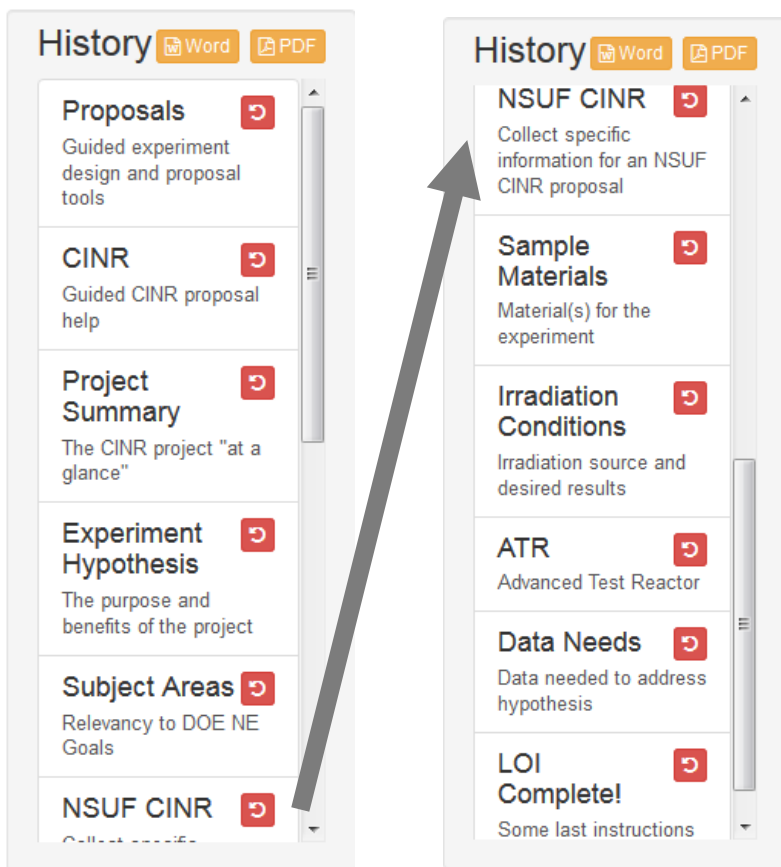 History Word PDF
Proposals
Guided experiment
design and proposal
tools
CINR
Guided CINR proposal
help
Project
Summary
The CINR project "at a
glance"
Experiment
Hypothesis
The purpose and
benefits of the project
Subject Areas
Relevancy to DOE NE
Goals
NSUF CINR
Collect specific
History Word PDF
NSUF CINR
Collect specific
information for an NSUF
CINR proposal
Sample
Materials
Material(s) for the
experiment
Irradiation
Conditions
Irradiation source and
desired results
ATR
Advanced Test Reactor
Data Needs
Data needed to address
hypothesis
LOI
Complete!
Some last instructions